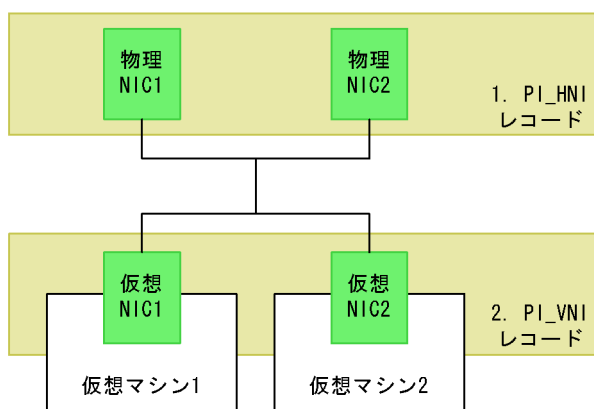 物理
NIC1
物理
NIC2
1. PI_HNI
レコード
仮想
NIC1
仮想
NIC2
2. PI_VNI
レコード
仮想マシン1
仮想マシン2